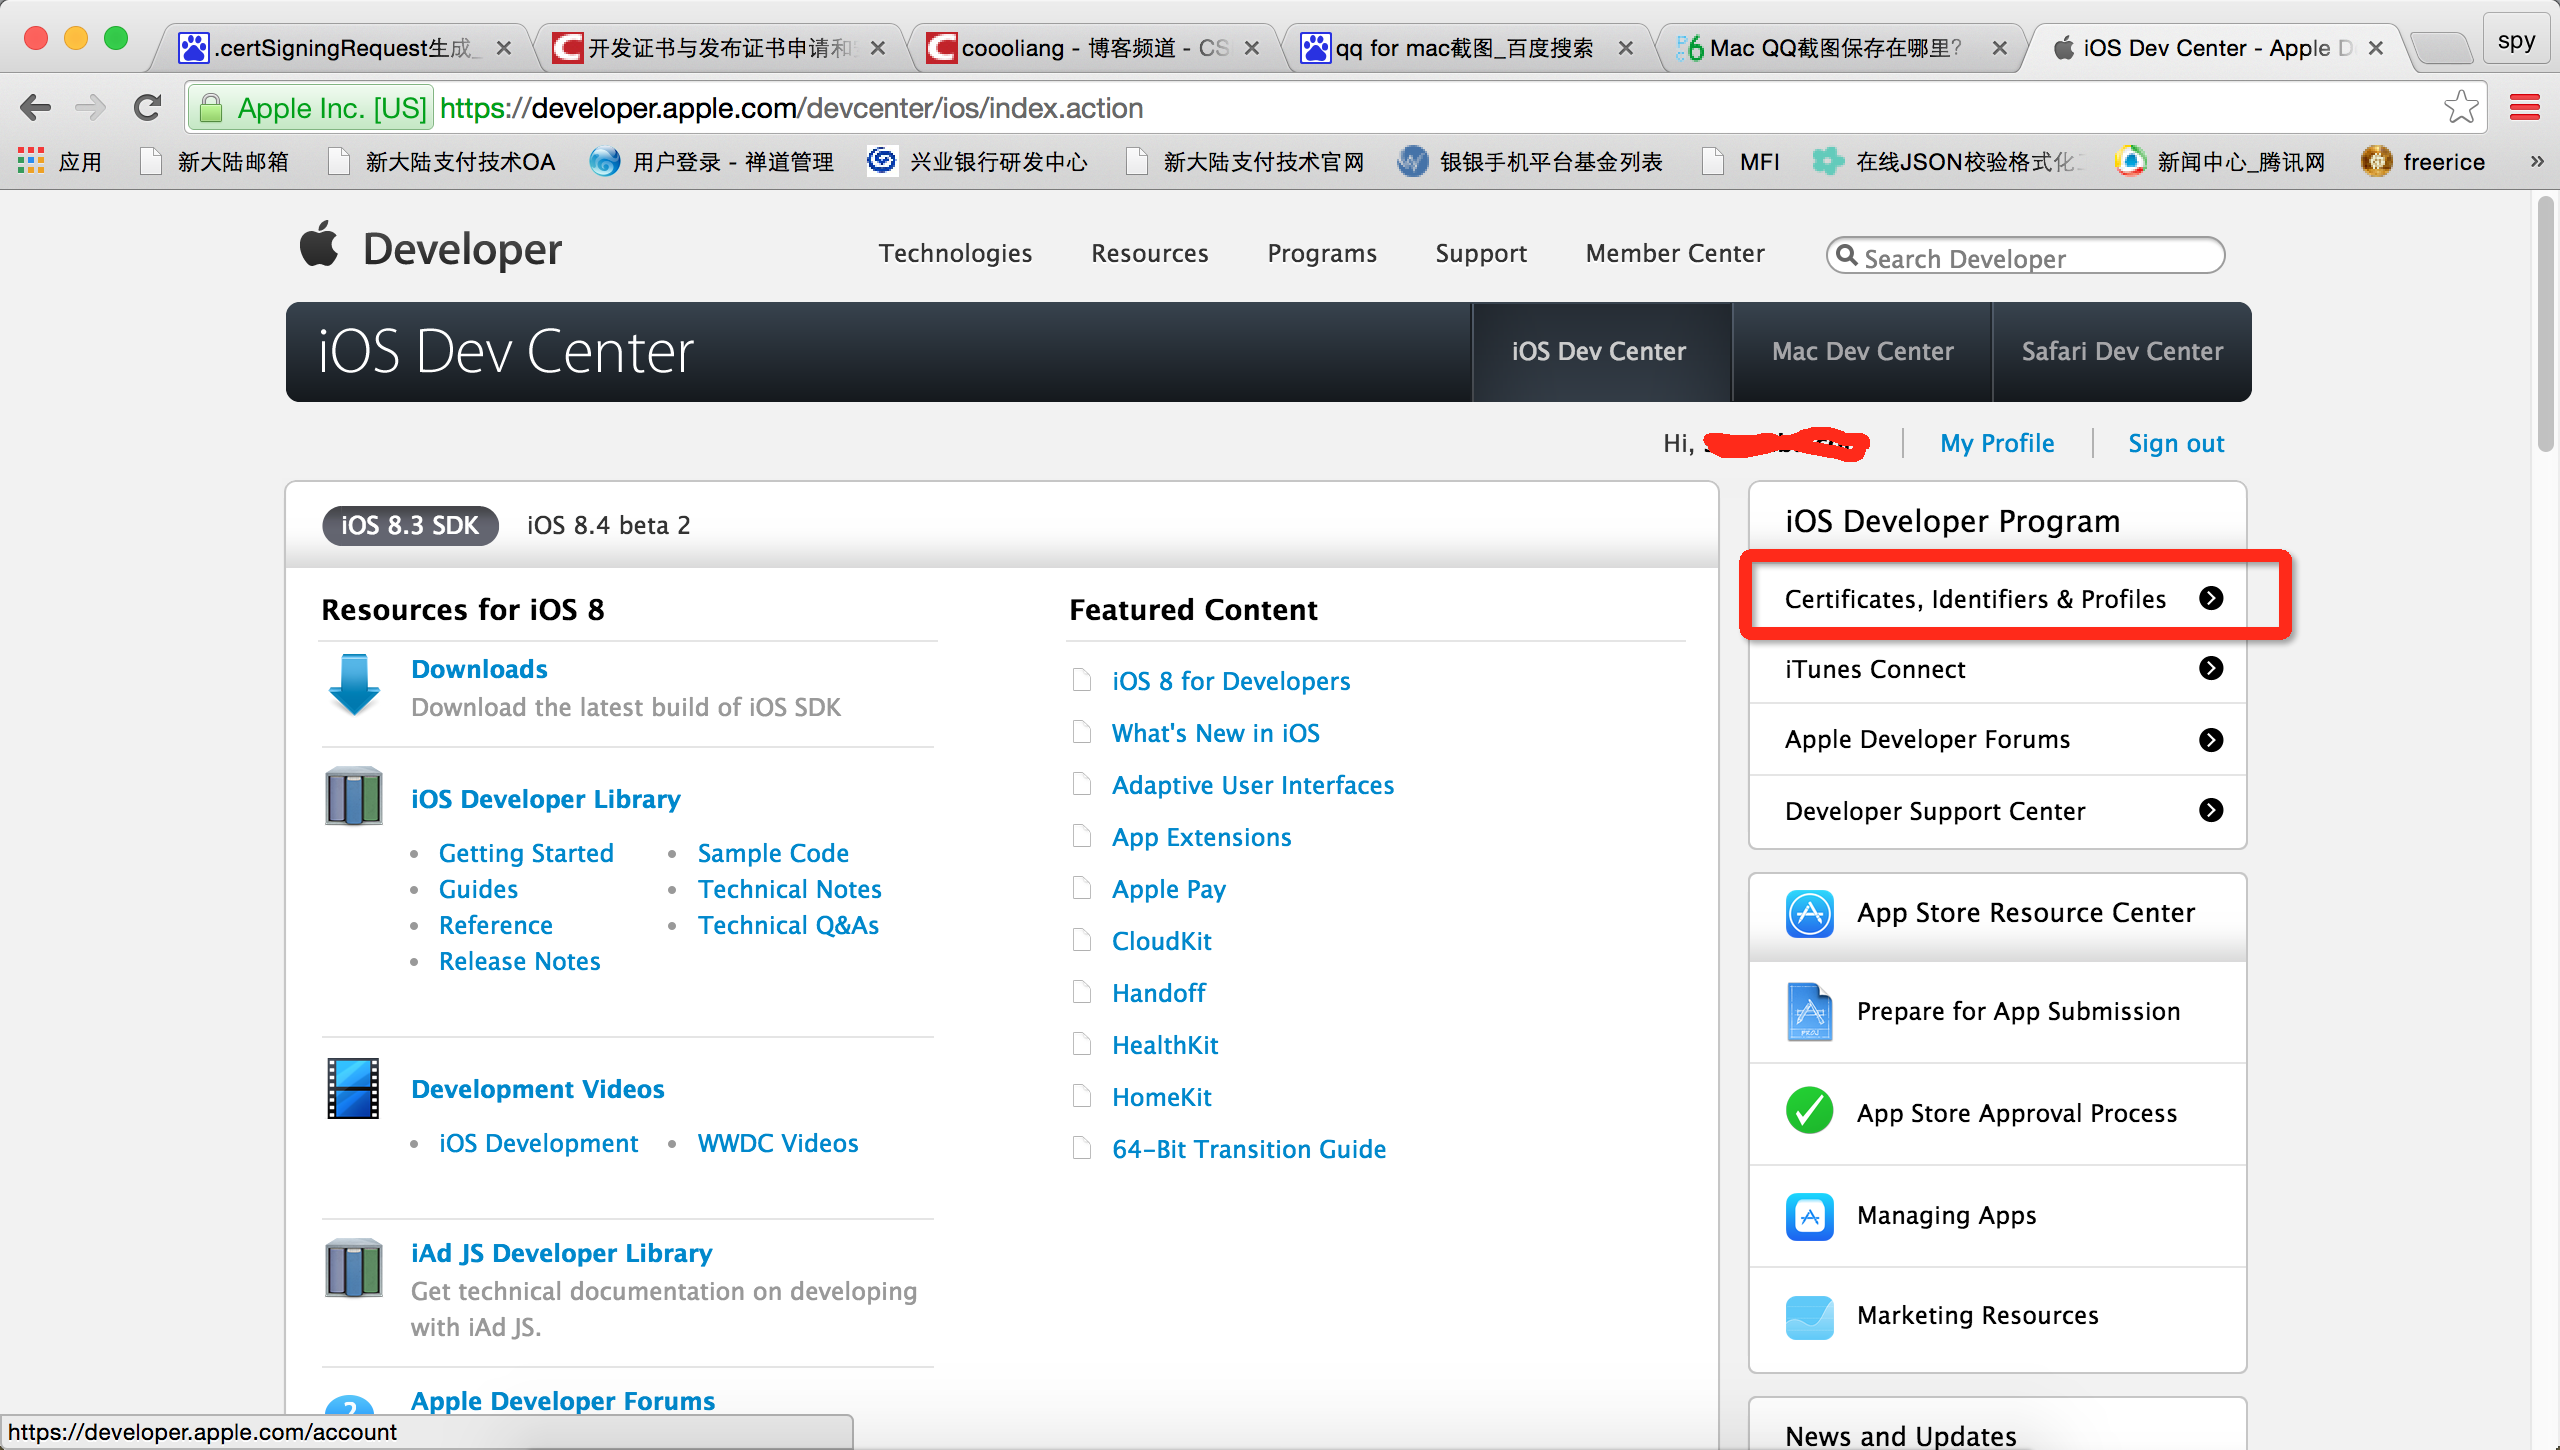 .certSigningRequest生成_
开发证书与发布证书申请和
coooliang - 博客频道 - CS
qq for mac截图_百度搜索
Mac QQ截图保存在哪里?
iOS Dev Center - Apple D
spy
Apple Inc. [US] https://developer.apple.com/devcenter/ios/index.action
应用 新大陆邮箱 新大陆支付技术OA 用户登录 - 禅道管理 兴业银行研发中心 新大陆支付技术官网 银银手机平台基金列表 MFI 在线JSON校验格式化 新闻中心_腾讯网 freerice »
Developer
Technologies Resources Programs Support Member Center Search Developer
iOS Dev Center
iOS Dev Center Mac Dev Center Safari Dev Center
Hi,
My Profile
Sign out
iOS 8.3 SDK iOS 8.4 beta 2
Resources for iOS 8
Downloads
Download the latest build of iOS SDK
iOS Developer Library
• Getting Started
• Guides
• Reference
• Release Notes
• Sample Code
• Technical Notes
• Technical Q&As
Development Videos
• iOS Development • WWDC Videos
iAd JS Developer Library
Get technical documentation on developing
with iAd JS.
Apple Developer Forums
Featured Content
iOS 8 for Developers
What's New in iOS
Adaptive User Interfaces
App Extensions
Apple Pay
CloudKit
Handoff
HealthKit
HomeKit
64-Bit Transition Guide
iOS Developer Program
Certificates, Identifiers & Profiles
iTunes Connect
Apple Developer Forums
Developer Support Center
App Store Resource Center
Prepare for App Submission
App Store Approval Process
Managing Apps
Marketing Resources
News and Updates
https://developer.apple.com/account